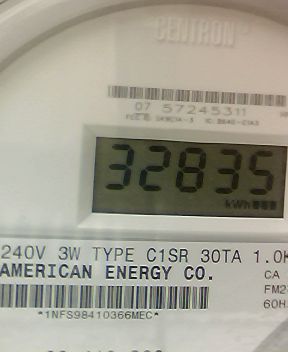 CENTRON
07 57245311
32835
kWh
240V 3W TYPE C1SR 30TA 1.0K
AMERICAN ENERGY CO.
CA
FM2
60H
*1NFS98410366MEC*